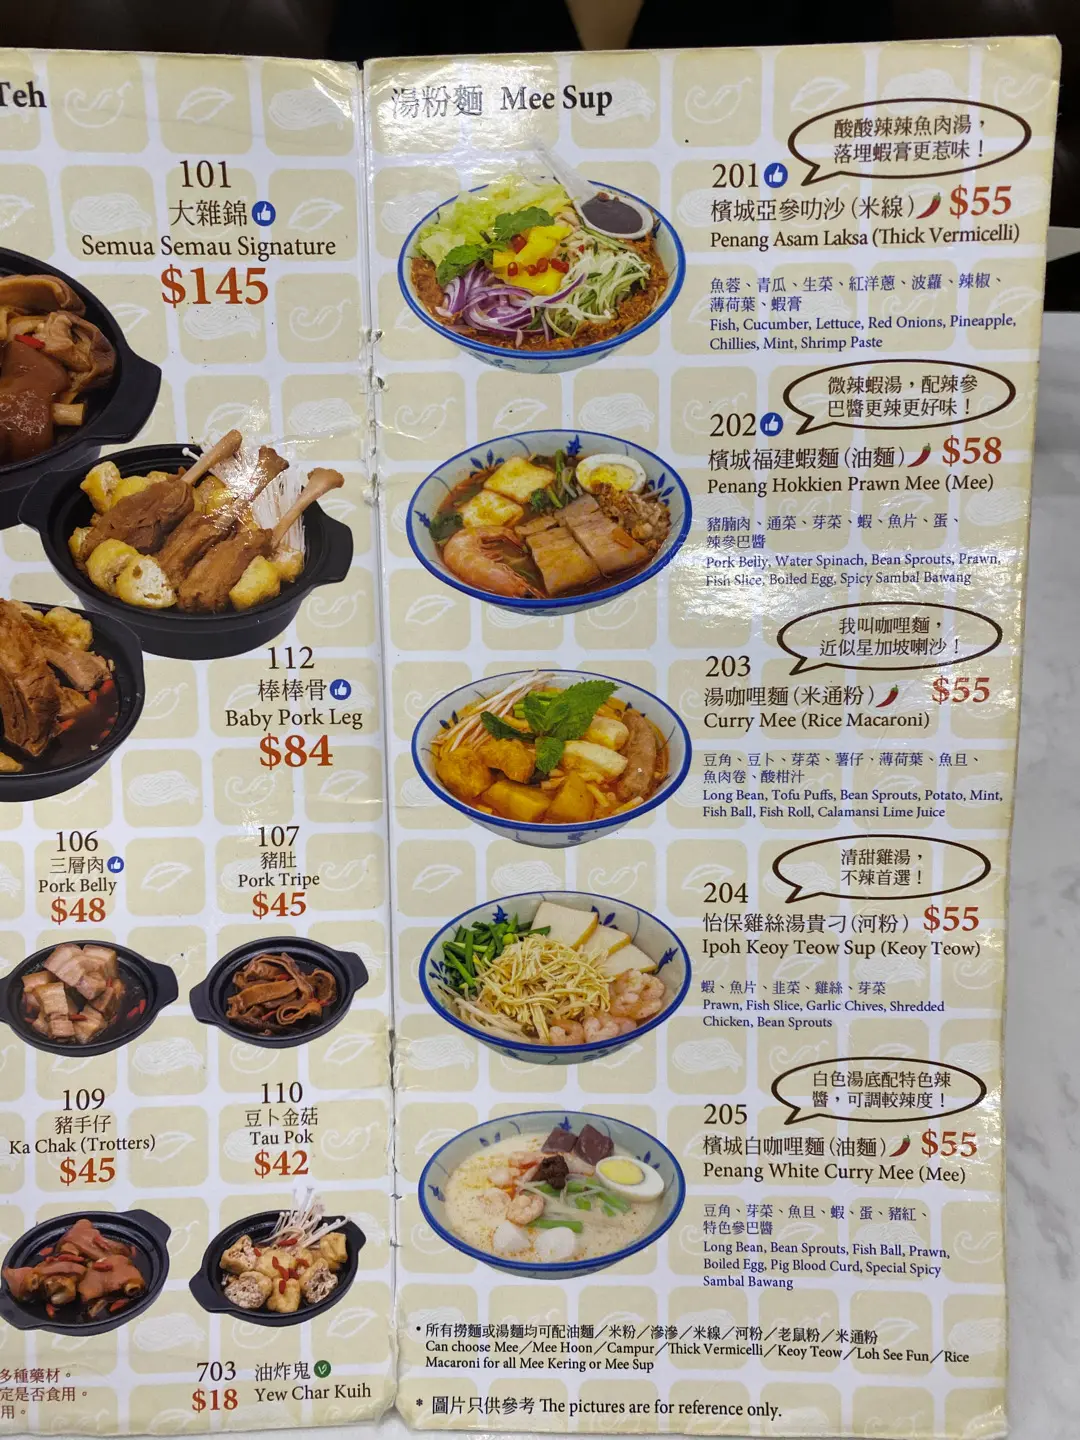 Teh
101
大雜錦
Semua Semau Signature
$145
112
棒棒骨
Baby Pork Leg
$84
106
三層肉
Pork Belly
$48
107
豬肚
Pork Tripe
$45
109
豬手仔
Ka Chak (Trotters)
$45
110
豆卜金菇
Tau Pok
$42
多種藥材。
定是否食用。
用。
703 油炸鬼
$18 Yew Char Kuih
湯粉麵 Mee Sup
酸酸辣辣魚肉湯，
落埋蝦膏更惹味！
201
檳城亞參叻沙（米線） $55
Penang Asam Laksa (Thick Vermicelli)
魚蓉、青瓜、生菜、紅洋蔥、波蘿、辣椒、
薄荷葉、蝦膏
Fish, Cucumber, Lettuce, Red Onions, Pineapple,
Chillies, Mint, Shrimp Paste
微辣蝦湯，配辣參
巴醬更辣更好味！
202
檳城福建蝦麵（油麵） $58
Penang Hokkien Prawn Mee (Mee)
豬腩肉、通菜、芽菜、蝦、魚片、蛋、
辣參巴醬
Pork Belly, Water Spinach, Bean Sprouts, Prawn,
Fish Slice, Boiled Egg, Spicy Sambal Bawang
我叫咖哩麵，
近似星加坡喇沙！
203
湯咖哩麵（米通粉） $55
Curry Mee (Rice Macaroni)
豆角、豆卜、芽菜、薯仔、薄荷葉、魚旦、
魚肉卷、酸柑汁
Long Bean, Tofu Puffs, Bean Sprouts, Potato, Mint,
Fish Ball, Fish Roll, Calamansi Lime Juice
清甜雞湯，
不辣首選！
204
怡保雞絲湯貴刁（河粉） $55
Ipoh Keoy Teow Sup (Keoy Teow)
蝦、魚片、韭菜、雞絲、芽菜
Prawn, Fish Slice, Garlic Chives, Shredded
Chicken, Bean Sprouts
白色湯底配特色辣
醬，可調較辣度！
205
檳城白咖哩麵（油麵） $55
Penang White Curry Mee (Mee)
豆角、芽菜、魚旦、蝦、蛋、豬紅、
特色參巴醬
Long Bean, Bean Sprouts, Fish Ball, Prawn,
Boiled Egg, Pig Blood Curd, Special Spicy
Sambal Bawang
• 所有撈麵或湯麵均可配油麵／米粉／滲滲／米線／河粉／老鼠粉／米通粉
Can choose Mee／Mee Hoon／Campur／Thick Vermicelli／Keoy Teow／Loh See Fun／Rice
Macaroni for all Mee Kering or Mee Sup
* 圖片只供參考 The pictures are for reference only.